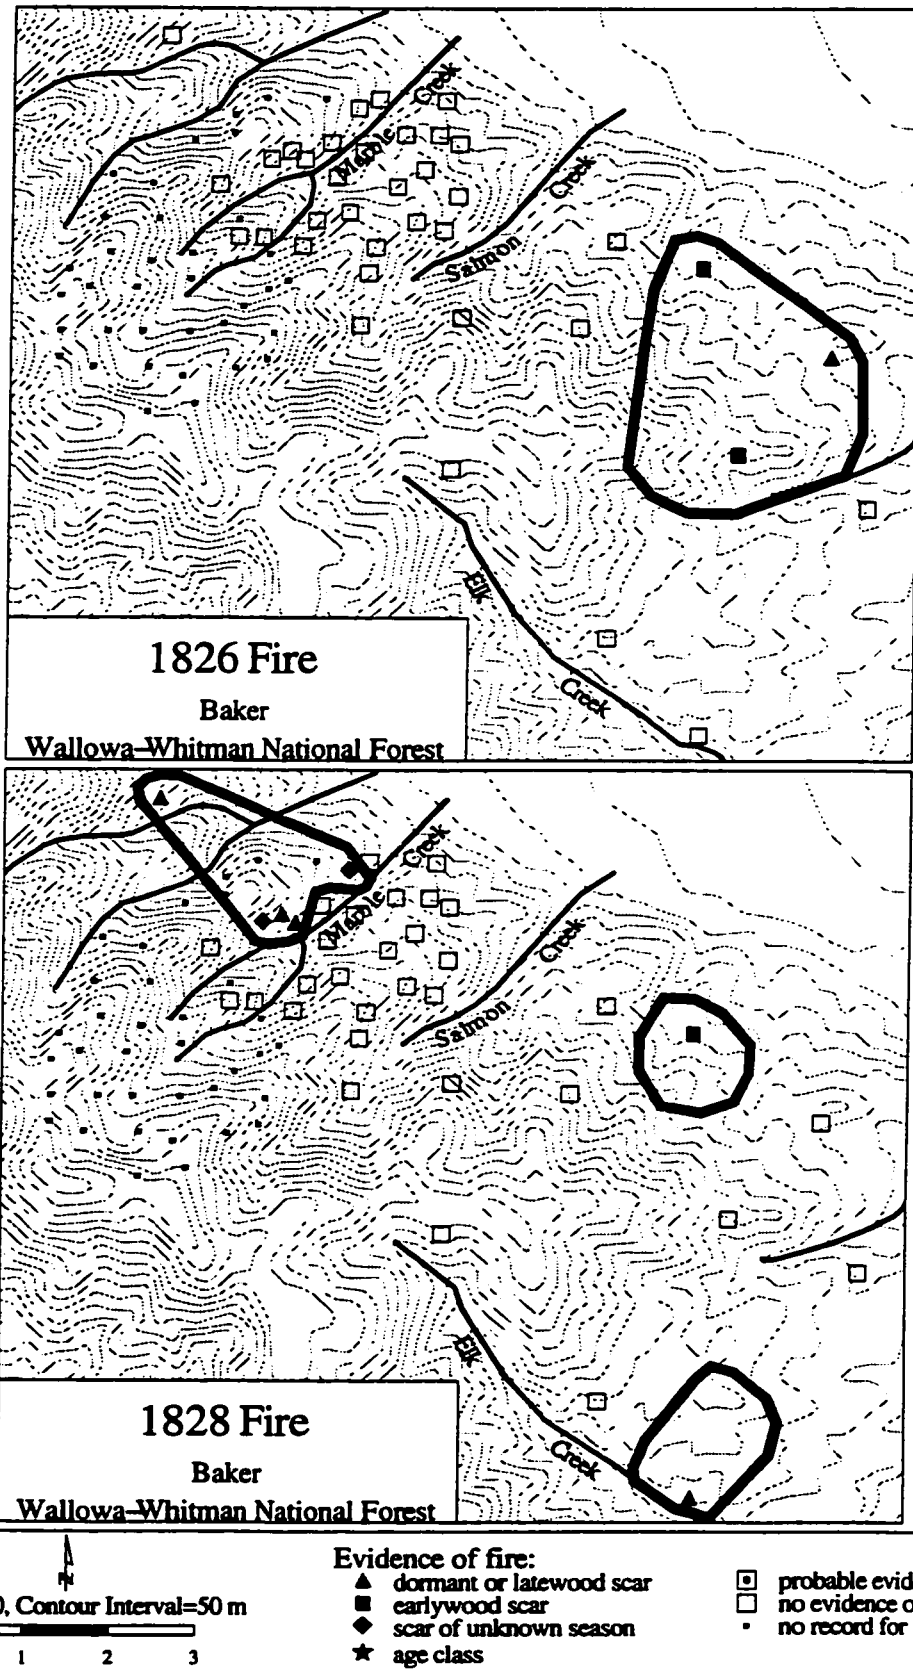 Marble Creek
Salmon Creek
Elk Creek
1826 Fire
Baker
Wallowa–Whitman National Forest
Marble Creek
Salmon Creek
Elk Creek
1828 Fire
Baker
Wallowa–Whitman National Forest
Evidence of fire:
dormant or latewood scar
earlywood scar
scar of unknown season
age class
probable evid
no evidence o
no record for
0, Contour Interval=50 m
1 2 3